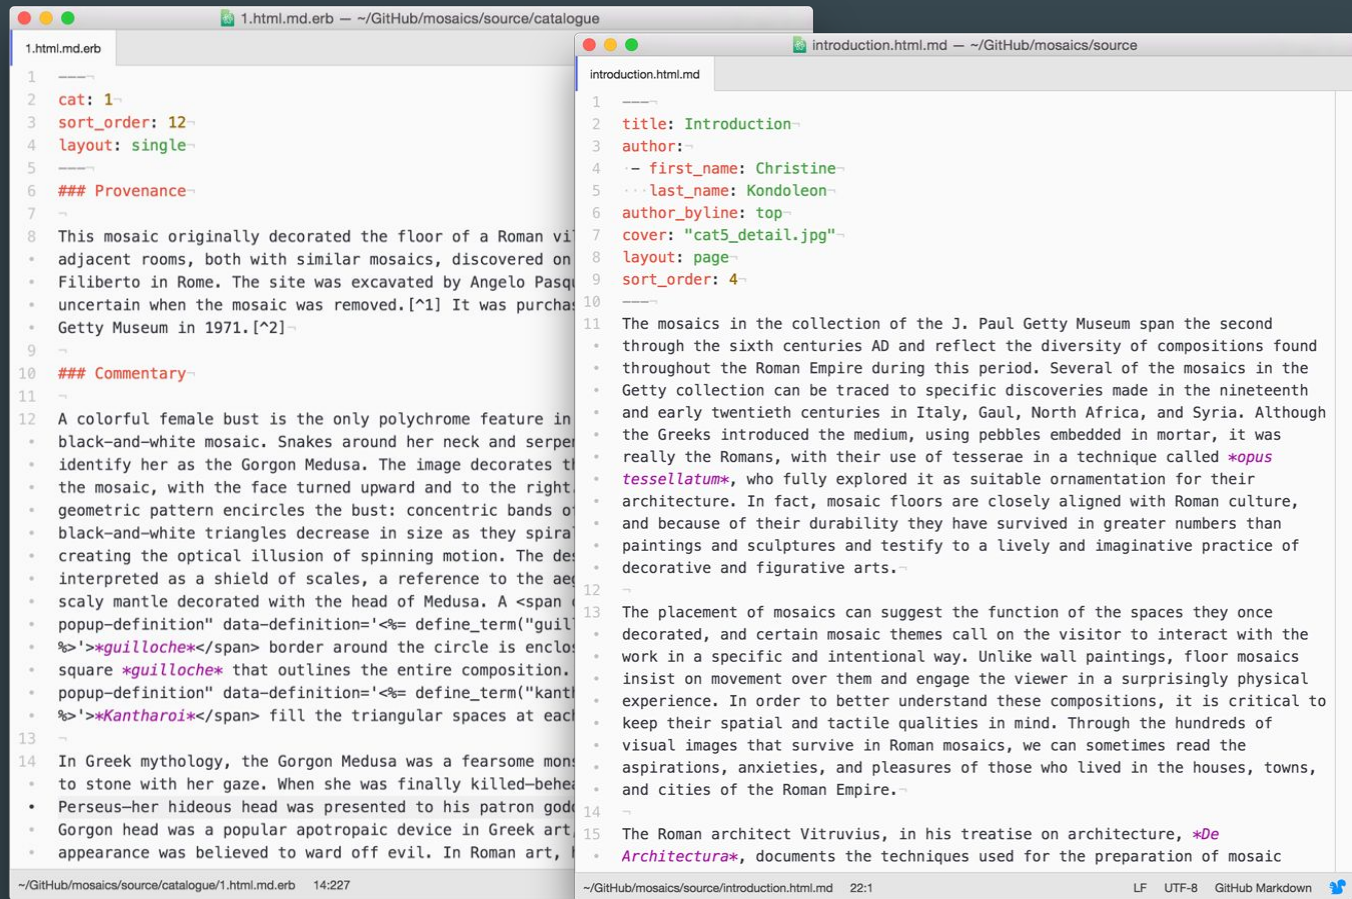 1.html.md.erb — ~/GitHub/mosaics/source/catalogue
1.html.md.erb
1 ---¬
2 cat: 1¬
3 sort_order: 12¬
4 layout: single¬
5 ---¬
6 ### Provenance¬
7 ¬
8 This mosaic originally decorated the floor of a Roman vil
• adjacent rooms, both with similar mosaics, discovered on
• Filiberto in Rome. The site was excavated by Angelo Pasqu
• uncertain when the mosaic was removed.[^1] It was purcha
• Getty Museum in 1971.[^2]¬
9 ¬
10 ### Commentary¬
11 ¬
12 A colorful female bust is the only polychrome feature in
• black-and-white mosaic. Snakes around her neck and serpen
• identify her as the Gorgon Medusa. The image decorates th
• the mosaic, with the face turned upward and to the right.
• geometric pattern encircles the bust: concentric bands of
• black-and-white triangles decrease in size as they spiral
• creating the optical illusion of spinning motion. The des
• interpreted as a shield of scales, a reference to the aeg
• scaly mantle decorated with the head of Medusa. A <span c
• popup-definition" data-definition='<%= define_term("guill
• %>'>*guilloche*</span> border around the circle is enclos
• square *guilloche* that outlines the entire composition.
• popup-definition" data-definition='<%= define_term("kanth
• %>'>*Kantharoi*</span> fill the triangular spaces at each
13 ¬
14 In Greek mythology, the Gorgon Medusa was a fearsome mons
• to stone with her gaze. When she was finally killed—behea
• Perseus—her hideous head was presented to his patron godd
• Gorgon head was a popular apotropaic device in Greek art,
• appearance was believed to ward off evil. In Roman art, h
~/GitHub/mosaics/source/catalogue/1.html.md.erb 14:227
introduction.html.md — ~/GitHub/mosaics/source
introduction.html.md
1 ---¬
2 title: Introduction¬
3 author:¬
4 ·- first_name: Christine¬
5 ···last_name: Kondoleon¬
6 author_byline: top¬
7 cover: "cat5_detail.jpg"¬
8 layout: page¬
9 sort_order: 4¬
10 ---¬
11 The mosaics in the collection of the J. Paul Getty Museum span the second
• through the sixth centuries AD and reflect the diversity of compositions found
• throughout the Roman Empire during this period. Several of the mosaics in the
• Getty collection can be traced to specific discoveries made in the nineteenth
• and early twentieth centuries in Italy, Gaul, North Africa, and Syria. Although
• the Greeks introduced the medium, using pebbles embedded in mortar, it was
• really the Romans, with their use of tesserae in a technique called *opus
• tessellatum*, who fully explored it as suitable ornamentation for their
• architecture. In fact, mosaic floors are closely aligned with Roman culture,
• and because of their durability they have survived in greater numbers than
• paintings and sculptures and testify to a lively and imaginative practice of
• decorative and figurative arts.¬
12 ¬
13 The placement of mosaics can suggest the function of the spaces they once
• decorated, and certain mosaic themes call on the visitor to interact with the
• work in a specific and intentional way. Unlike wall paintings, floor mosaics
• insist on movement over them and engage the viewer in a surprisingly physical
• experience. In order to better understand these compositions, it is critical to
• keep their spatial and tactile qualities in mind. Through the hundreds of
• visual images that survive in Roman mosaics, we can sometimes read the
• aspirations, anxieties, and pleasures of those who lived in the houses, towns,
• and cities of the Roman Empire.¬
14 ¬
15 The Roman architect Vitruvius, in his treatise on architecture, *De
• Architectura*, documents the techniques used for the preparation of mosaic
~/GitHub/mosaics/source/introduction.html.md 22:1 LF UTF-8 GitHub Markdown